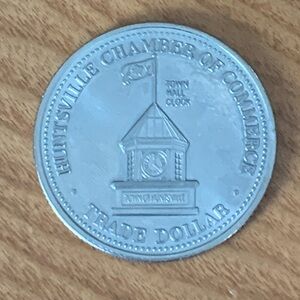 HUNTSVILLE CHAMBER OF COMMERCE
TOWN
HALL
CLOCK
TRADE DOLLAR